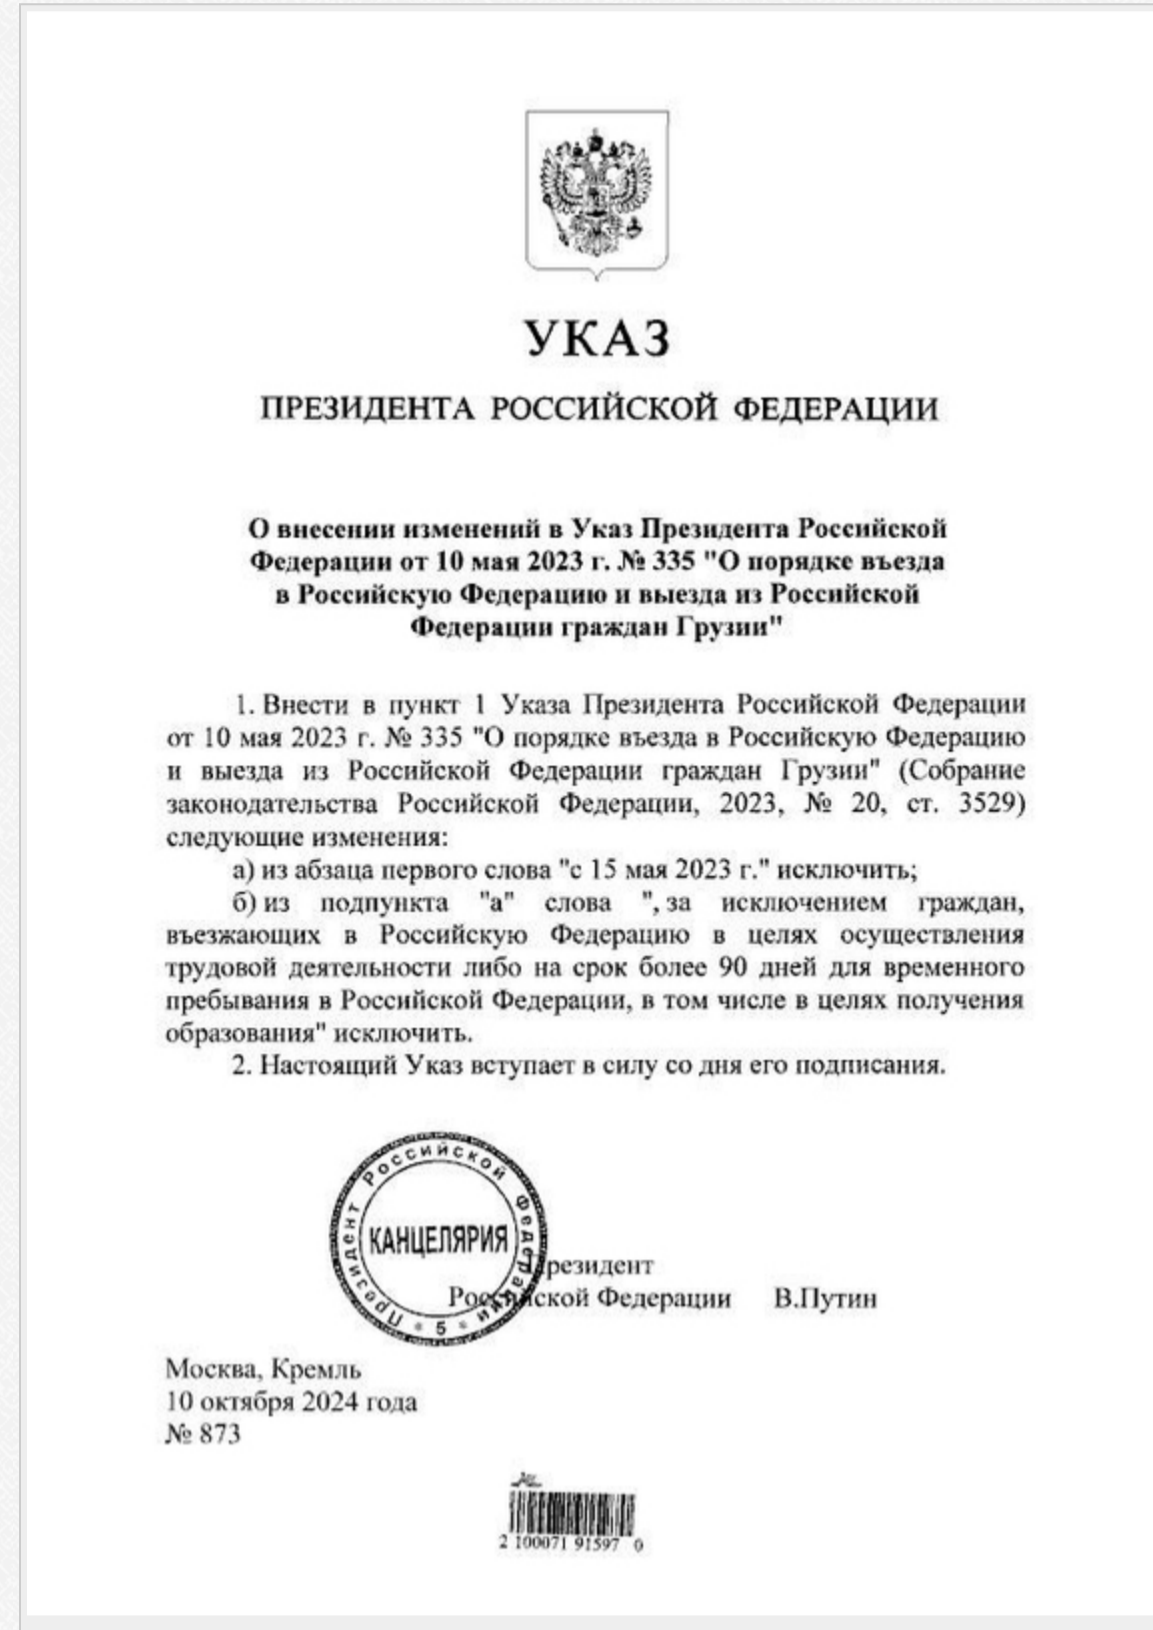 УКАЗ
ПРЕЗИДЕНТА РОССИЙСКОЙ ФЕДЕРАЦИИ
О внесении изменений в Указ Президента Российской
Федерации от 10 мая 2023 г. № 335 "О порядке въезда
в Российскую Федерацию и выезда из Российской
Федерации граждан Грузии"
1. Внести в пункт 1 Указа Президента Российской Федерации
от 10 мая 2023 г. № 335 "О порядке въезда в Российскую Федерацию
и выезда из Российской Федерации граждан Грузии" (Собрание
законодательства Российской Федерации, 2023, № 20, ст. 3529)
следующие изменения:
а) из абзаца первого слова "с 15 мая 2023 г." исключить;
б) из подпункта "а" слова ", за исключением граждан,
въезжающих в Российскую Федерацию в целях осуществления
трудовой деятельности либо на срок более 90 дней для временного
пребывания в Российской Федерации, в том числе в целях получения
образования" исключить.
2. Настоящий Указ вступает в силу со дня его подписания.
Президент Российской Федерации * 5 *
КАНЦЕЛЯРИЯ
Президент
Российской Федерации В.Путин
Москва, Кремль
10 октября 2024 года
№ 873
2 100071 91597 0